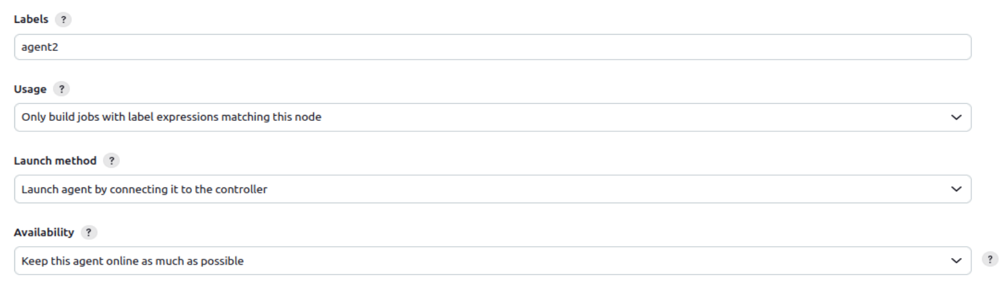 Labels ?
agent2
Usage ?
Only build jobs with label expressions matching this node
Launch method ?
Launch agent by connecting it to the controller
Availability ?
Keep this agent online as much as possible ?